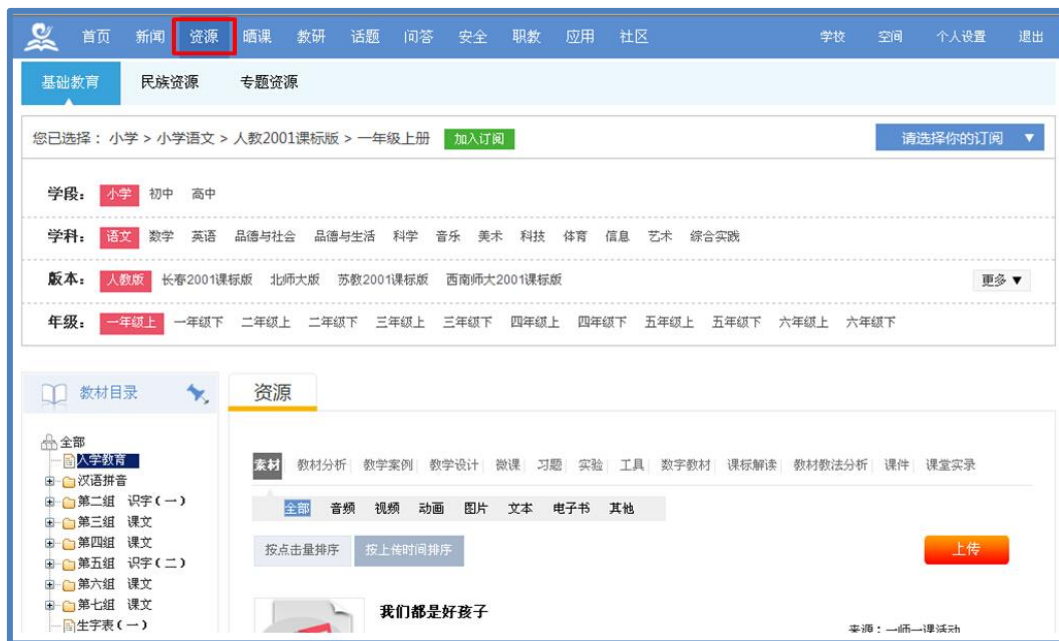 首页 新闻 资源 晒课 教研 话题 问答 安全 职教 应用 社区 学校 空间 个人设置 退出
基础教育 民族资源 专题资源
您已选择： 小学 > 小学语文 > 人教2001课标版 > 一年级上册 加入订阅 请选择你的订阅 ▼
学段： 小学 初中 高中
学科： 语文 数学 英语 品德与社会 品德与生活 科学 音乐 美术 科技 体育 信息 艺术 综合实践
版本： 人教版 长春2001课标版 北师大版 苏教2001课标版 西南师大2001课标版 更多 ▼
年级： 一年级上 一年级下 二年级上 二年级下 三年级上 三年级下 四年级上 四年级下 五年级上 五年级下 六年级上 六年级下
教材目录
全部
入学教育
汉语拼音
第二组 识字(一)
第三组 课文
第四组 课文
第五组 识字(二)
第六组 课文
第七组 课文
生字表(一)
资源
素材 教材分析 教学案例 教学设计 微课 习题 实验 工具 数字教材 课标解读 教材教法分析 课件 课堂实录
全部 音频 视频 动画 图片 文本 电子书 其他
按点击量排序 按上传时间排序 上传
我们都是好孩子
来源：一师一课活动